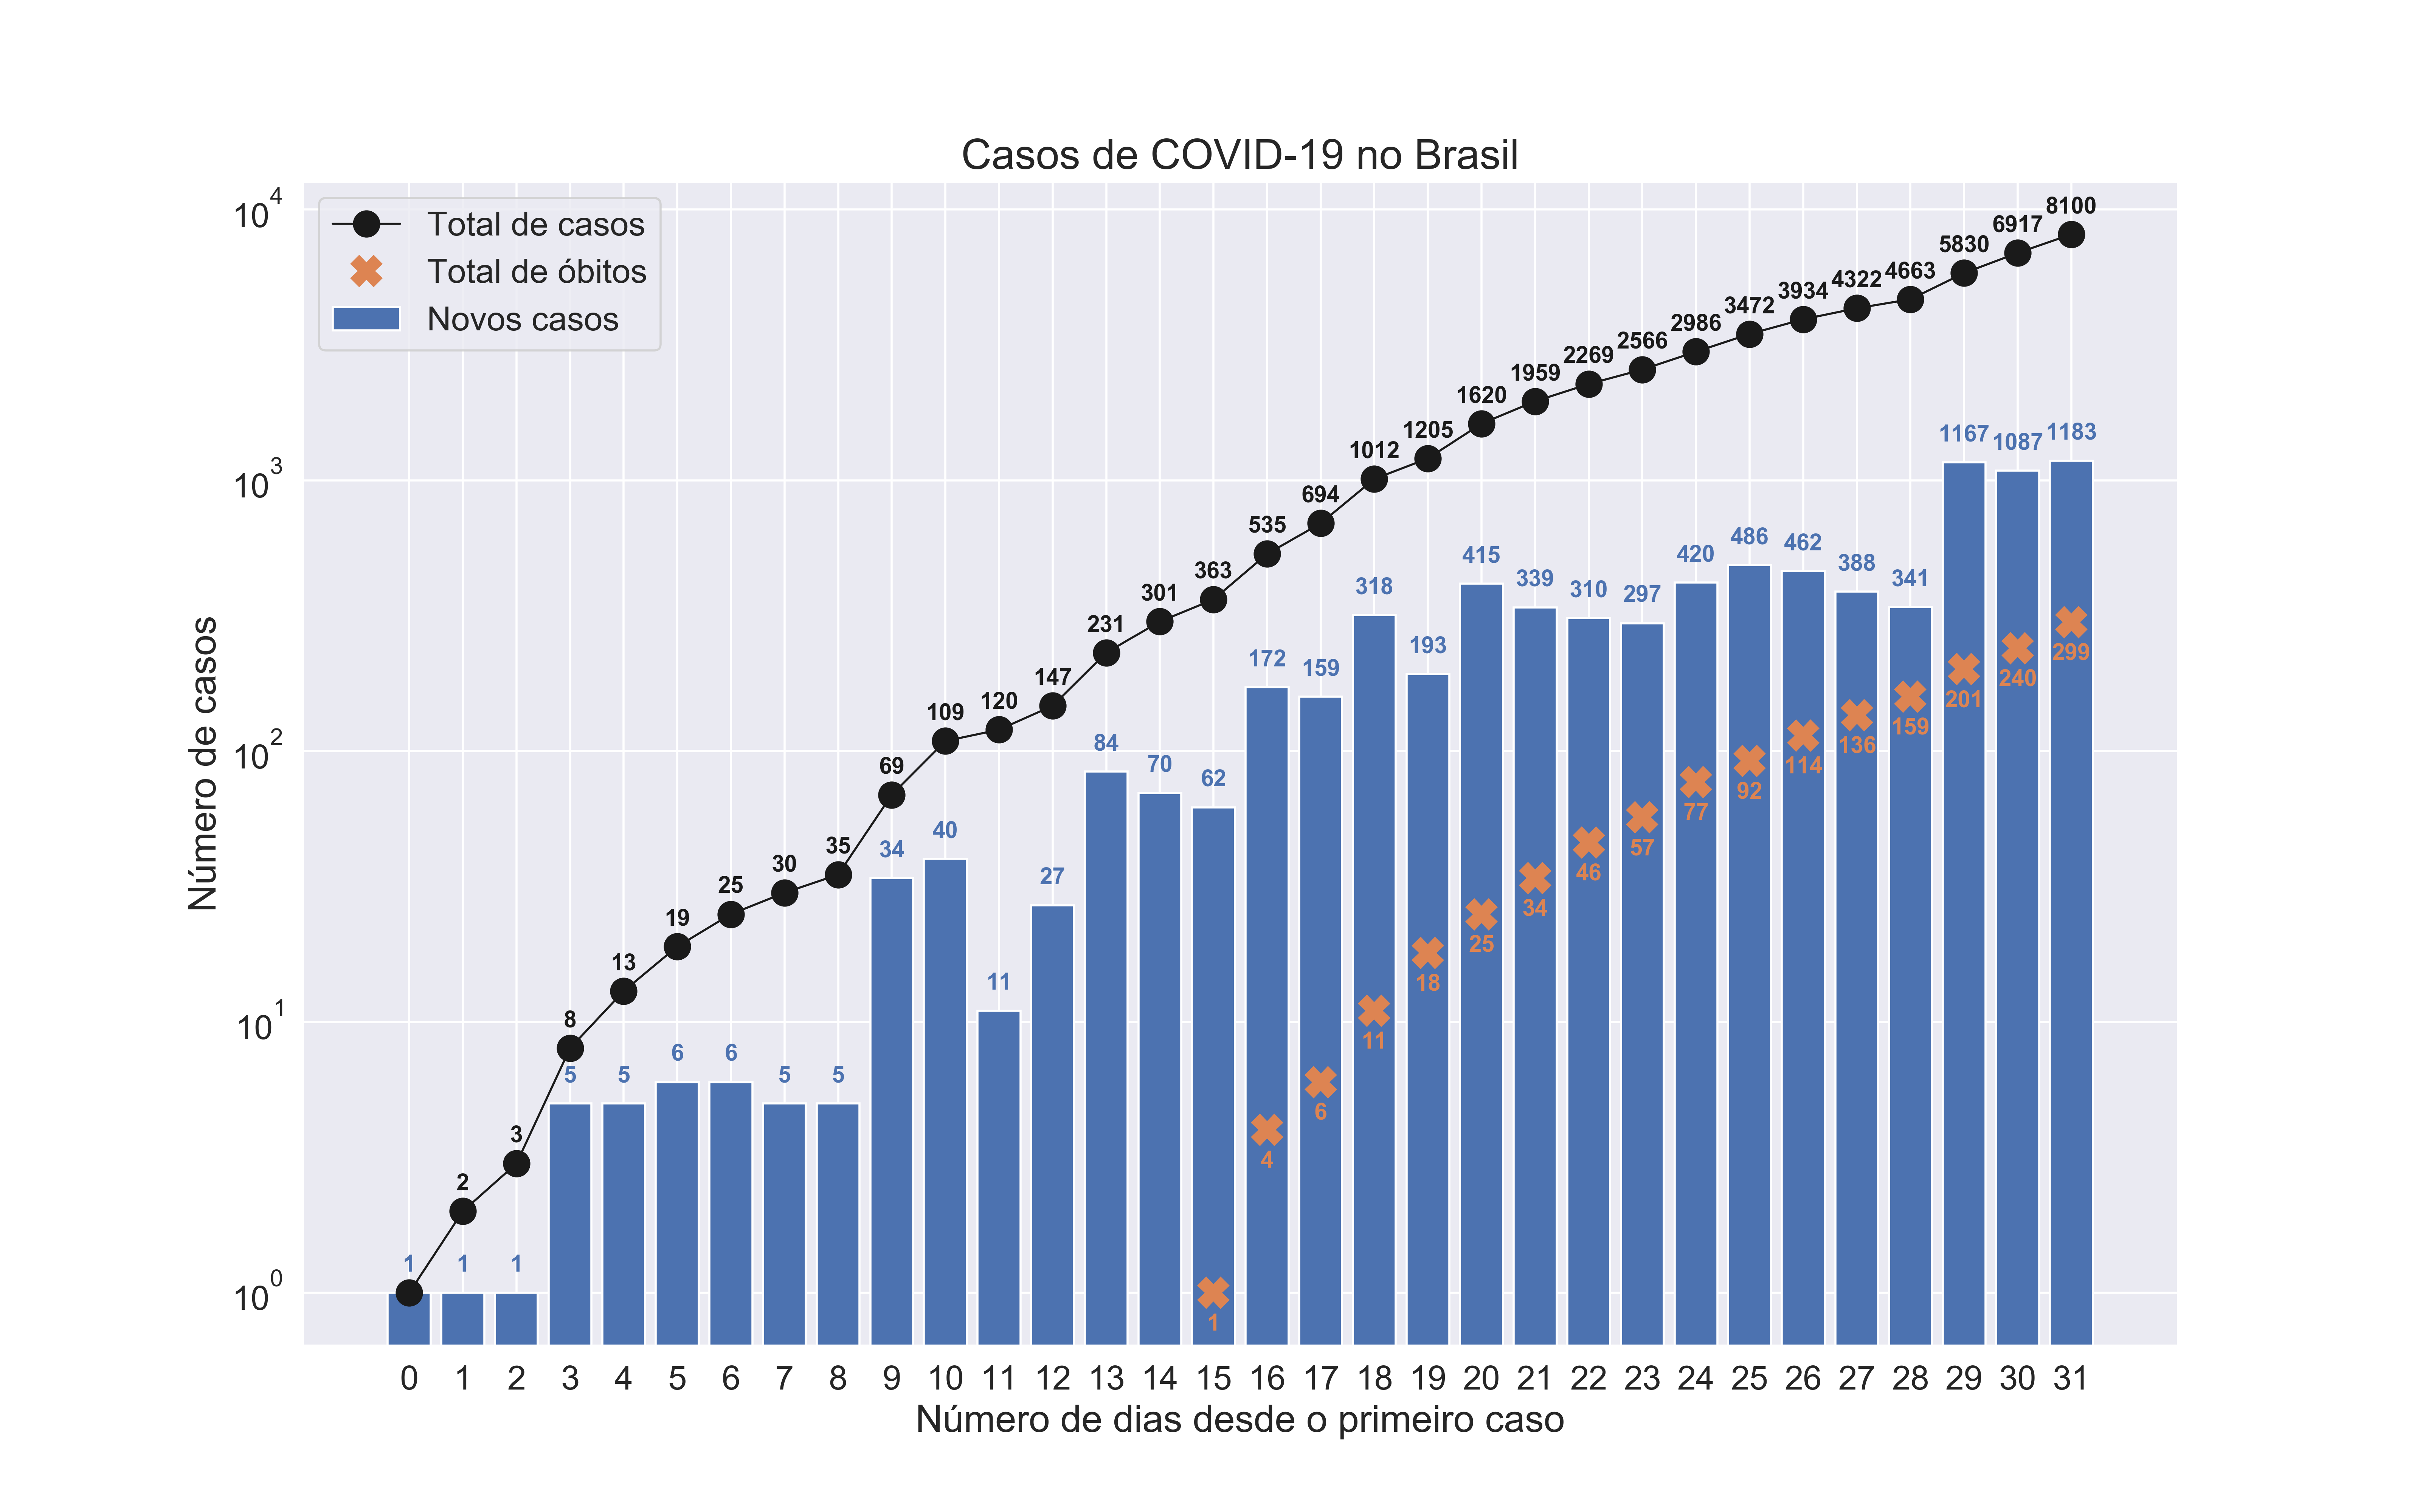 Casos de COVID-19 no Brasil
Total de casos
Total de óbitos
Novos casos
Número de casos
10^4
10^3
10^2
10^1
10^0
1 2 3 8 13 19 25 30 35 69 109 120 147 231 301 363 535 694 1012 1205 1620 1959 2269 2566 2986 3472 3934 4322 4663 5830 6917 8100
1 1 5 5 6 6 5 5 34 40 11 27 84 70 62 172 159 318 193 415 339 310 297 420 486 462 388 341 1167 1087 1183
1 4 6 11 18 25 34 46 57 77 92 114 136 159 201 240 299
0 1 2 3 4 5 6 7 8 9 10 11 12 13 14 15 16 17 18 19 20 21 22 23 24 25 26 27 28 29 30 31
Número de dias desde o primeiro caso